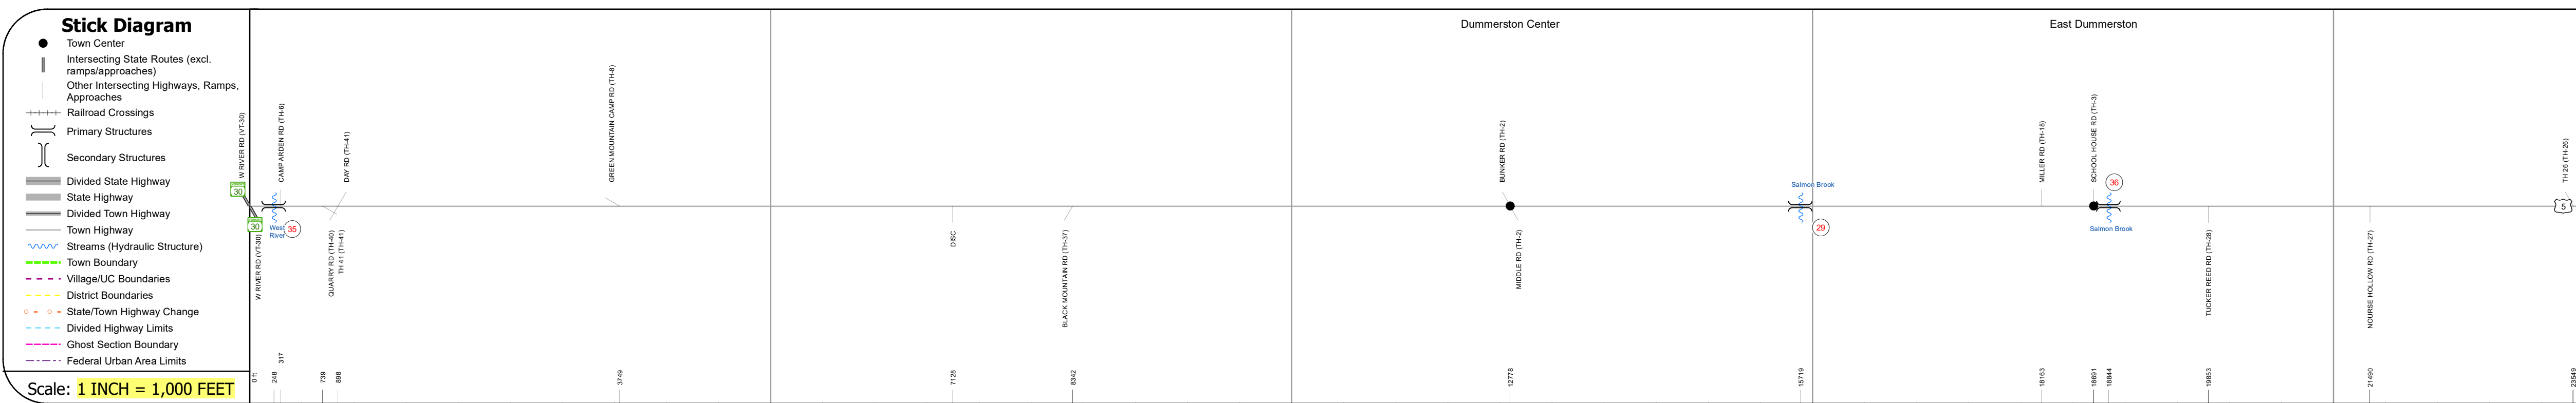 Stick Diagram
Town Center
Intersecting State Routes (excl.
ramps/approaches)
Other Intersecting Highways, Ramps,
Approaches
Railroad Crossings
Primary Structures
Secondary Structures
Divided State Highway
State Highway
Divided Town Highway
Town Highway
Streams (Hydraulic Structure)
Town Boundary
Village/UC Boundaries
District Boundaries
State/Town Highway Change
Divided Highway Limits
Ghost Section Boundary
Federal Urban Area Limits
Scale: 1 INCH = 1,000 FEET
Dummerston Center
East Dummerston
W RIVER RD (VT-30)
30
30
W RIVER RD (VT-30)
CAMP ARDEN RD (TH-6)
West
River
35
DAY RD (TH-41)
QUARRY RD (TH-40)
TH 41 (TH-41)
GREEN MOUNTAIN CAMP RD (TH-8)
DISC
BLACK MOUNTAIN RD (TH-37)
BUNKER RD (TH-2)
MIDDLE RD (TH-2)
Salmon Brook
29
MILLER RD (TH-18)
SCHOOL HOUSE RD (TH-3)
36
Salmon Brook
TUCKER REED RD (TH-28)
NOURSE HOLLOW RD (TH-27)
TH 26 (TH-26)
5
0 ft
248
317
739
898
3749
7128
8342
12778
15719
18163
18691
18844
19853
21490
23549